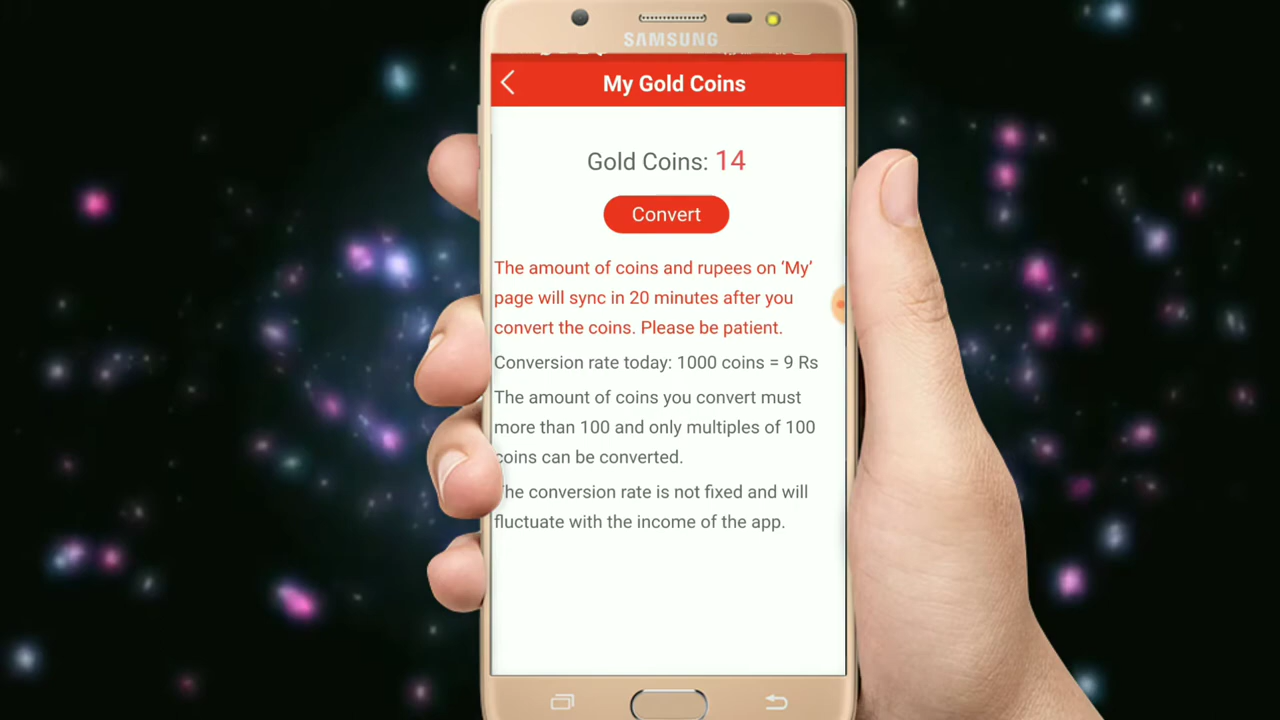 SAMSUNG
My Gold Coins
Gold Coins: 14
Convert
The amount of coins and rupees on ‘My’
page will sync in 20 minutes after you
convert the coins. Please be patient.
Conversion rate today: 1000 coins = 9 Rs
The amount of coins you convert must
more than 100 and only multiples of 100
coins can be converted.
The conversion rate is not fixed and will
fluctuate with the income of the app.